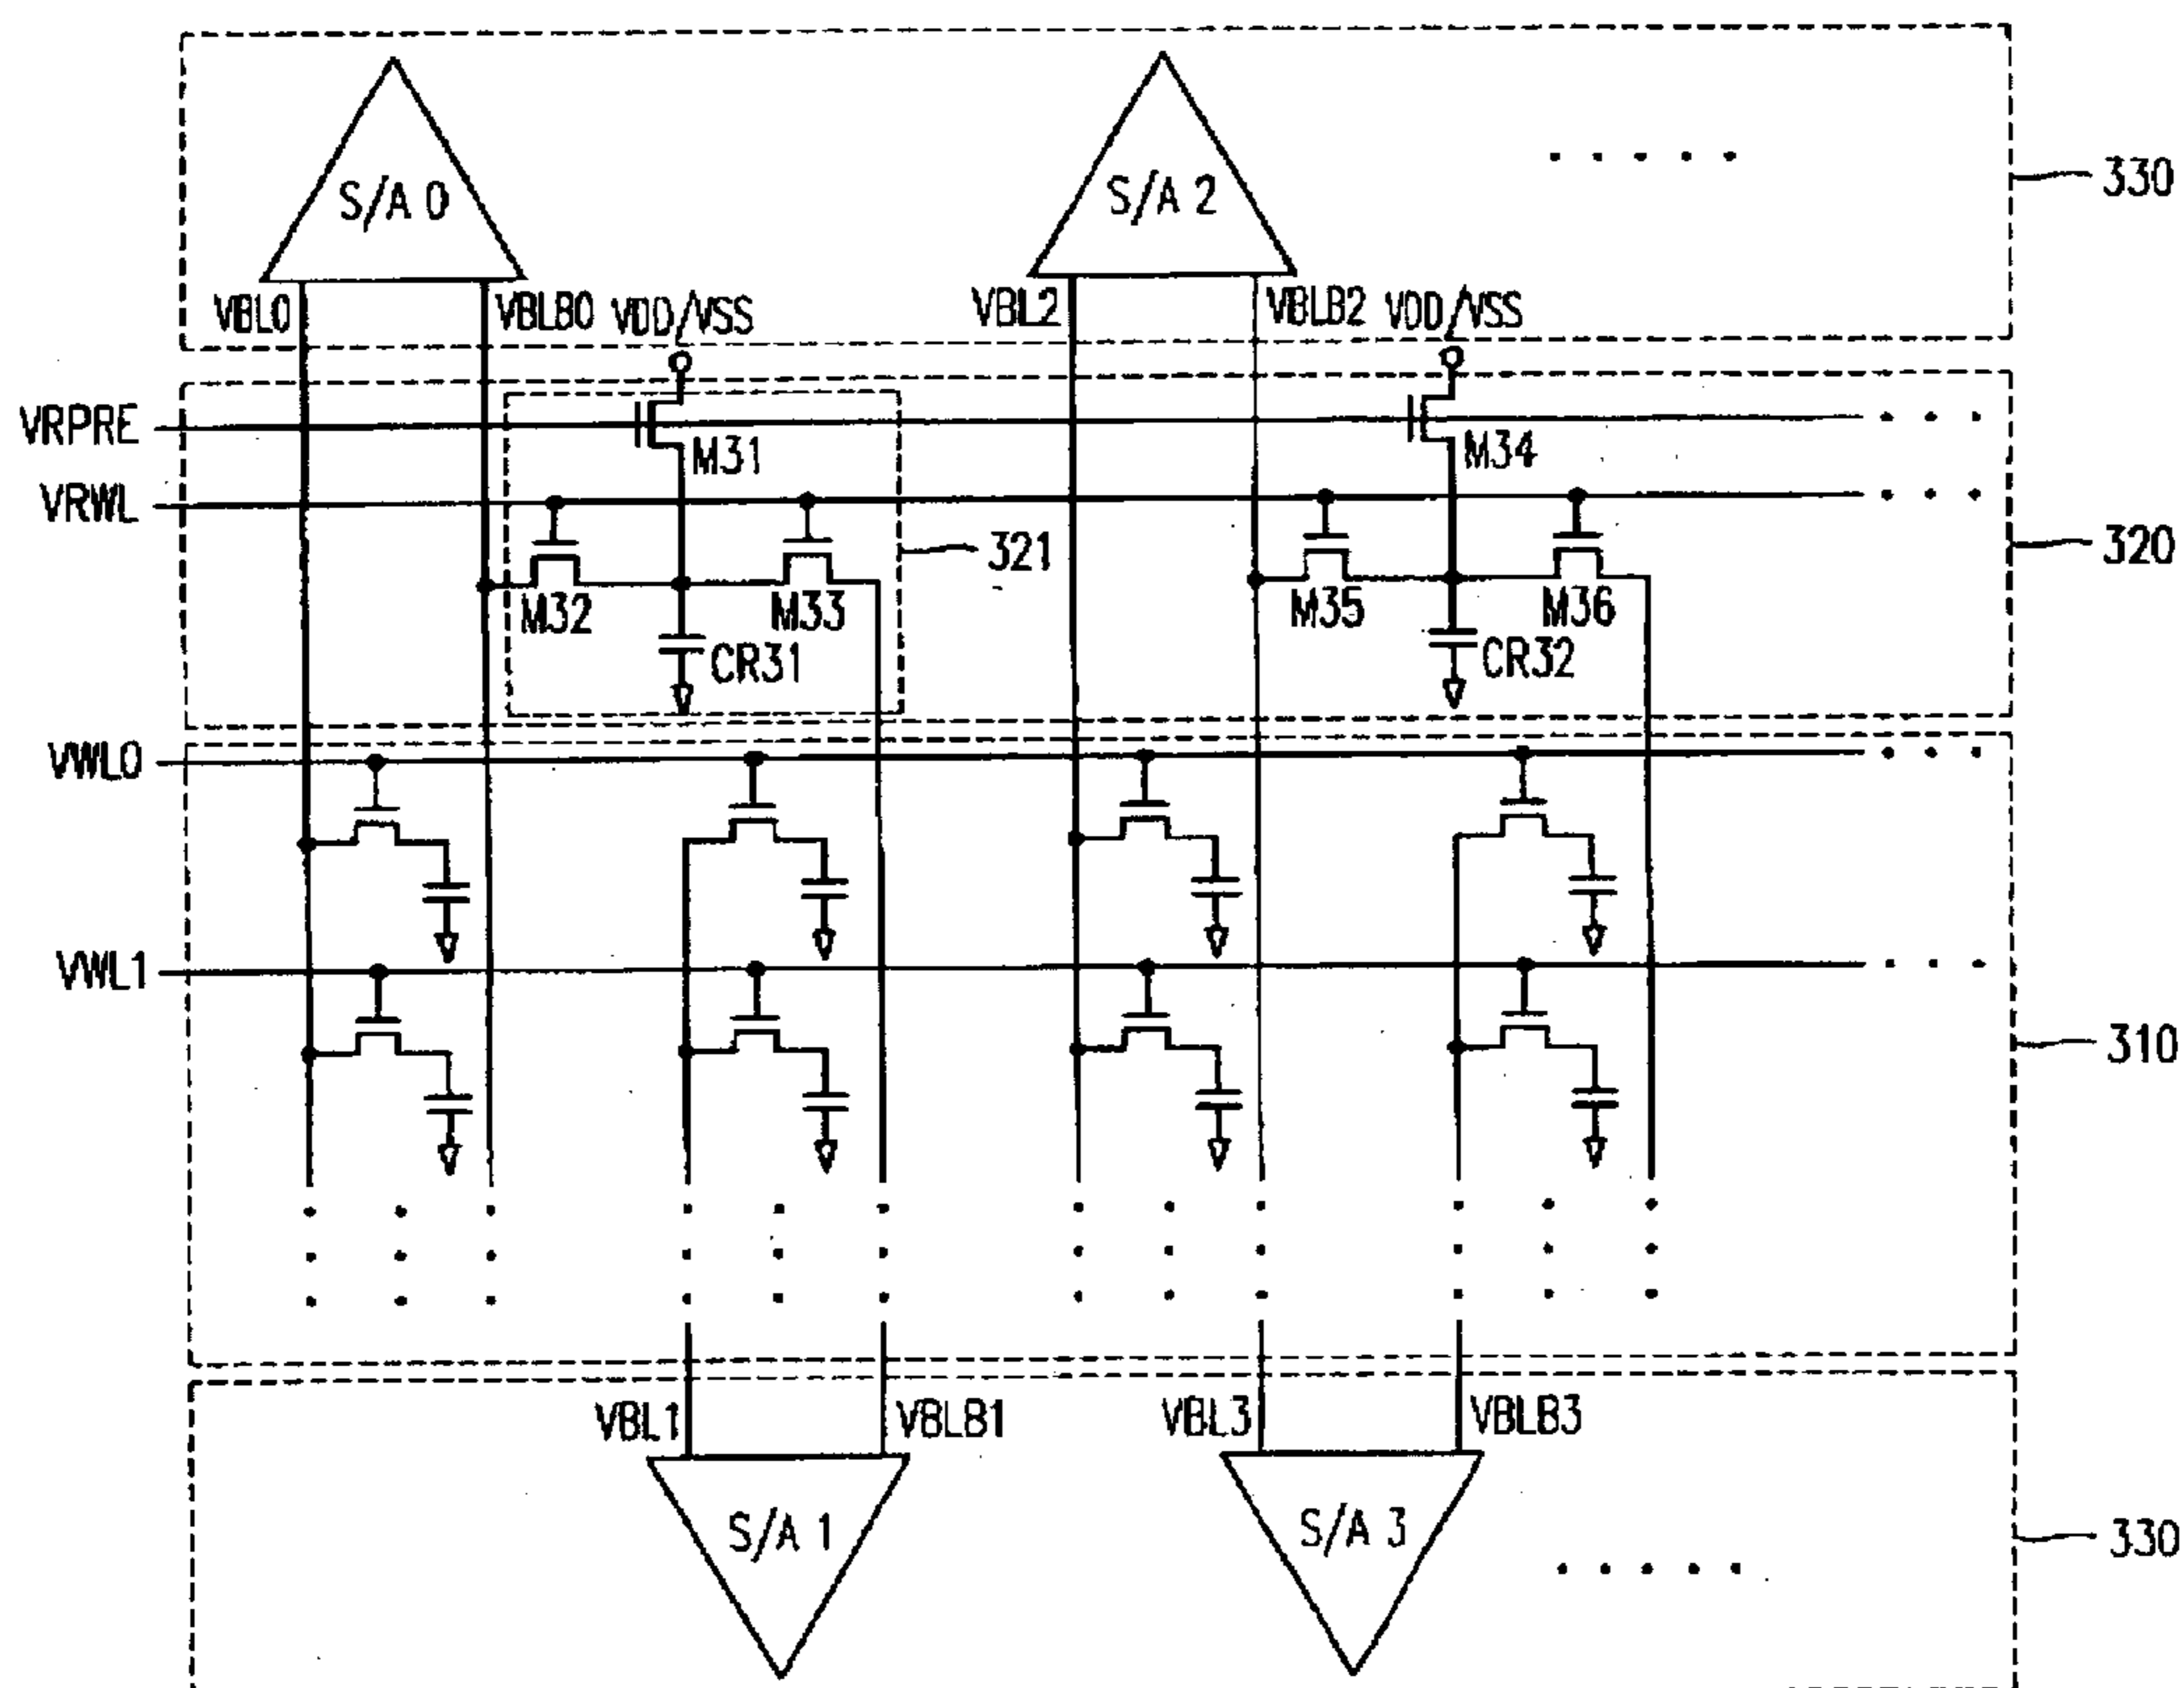 S/A 0
S/A 2
330
VBL0
VBLB0
VDD/VSS
VBL2
VBLB2
VDD/VSS
VRPRE
M31
M34
VRWL
321
320
M32
M33
M35
M36
CR31
CR32
VWL0
VWL1
310
VBL1
VBLB1
VBL3
VBLB3
S/A 1
S/A 3
330